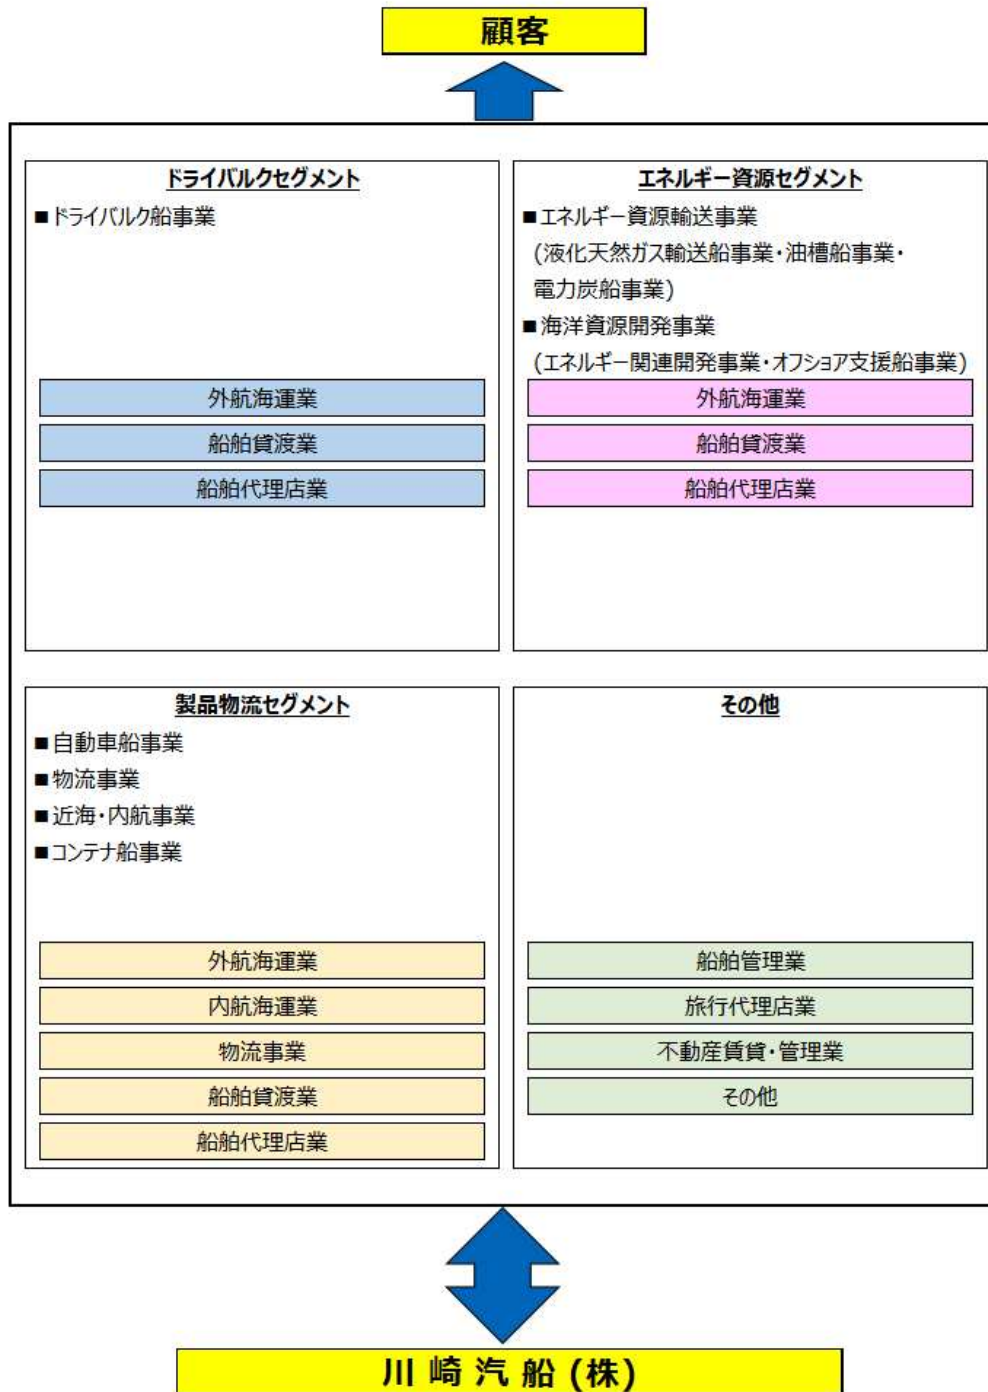 顧客
ドライバルクセグメント
■ドライバルク船事業
外航海運業
船舶貸渡業
船舶代理店業
エネルギー資源セグメント
■エネルギー資源輸送事業
(液化天然ガス輸送船事業・油槽船事業・
電力炭船事業)
■海洋資源開発事業
(エネルギー関連開発事業・オフショア支援船事業)
外航海運業
船舶貸渡業
船舶代理店業
製品物流セグメント
■自動車船事業
■物流事業
■近海・内航事業
■コンテナ船事業
外航海運業
内航海運業
物流事業
船舶貸渡業
船舶代理店業
その他
船舶管理業
旅行代理店業
不動産賃貸・管理業
その他
川 崎 汽 船 (株)